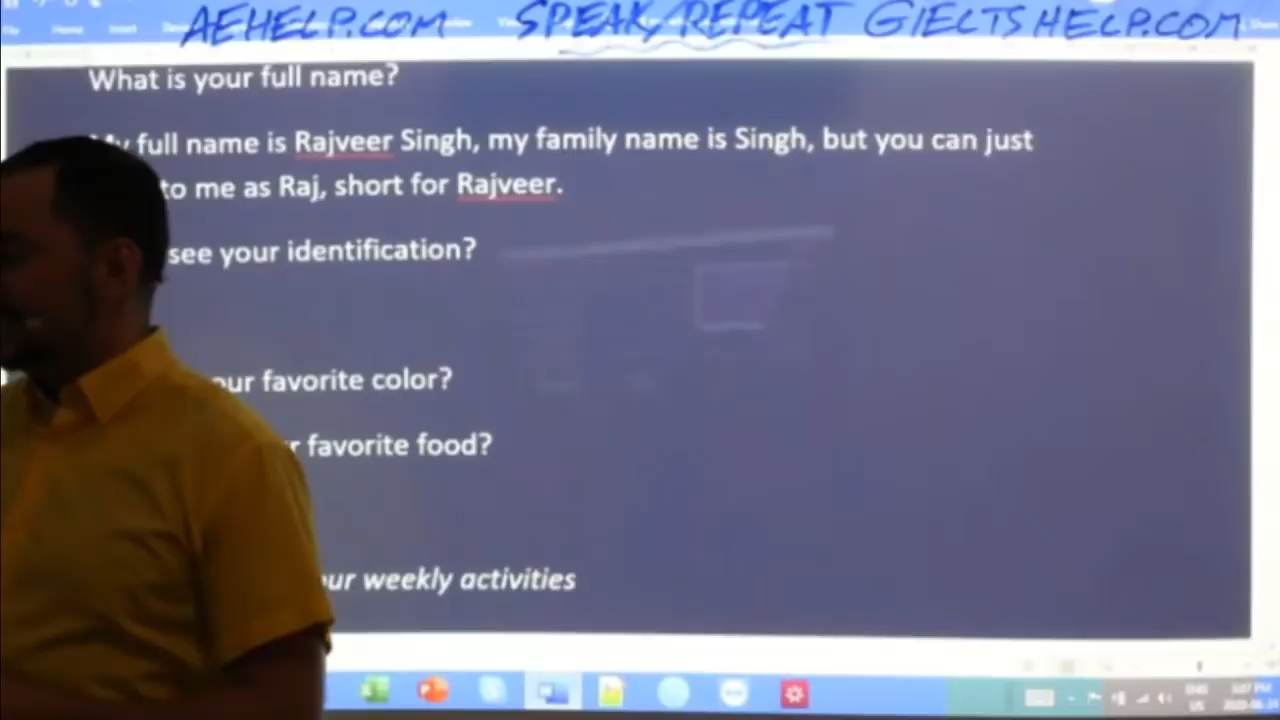 AEHELP.COM SPEAK/REPEAT GIELTSHELP.COM
What is your full name?
My full name is Rajveer Singh, my family name is Singh, but you can just
to me as Raj, short for Rajveer.
see your identification?
our favorite color?
r favorite food?
our weekly activities